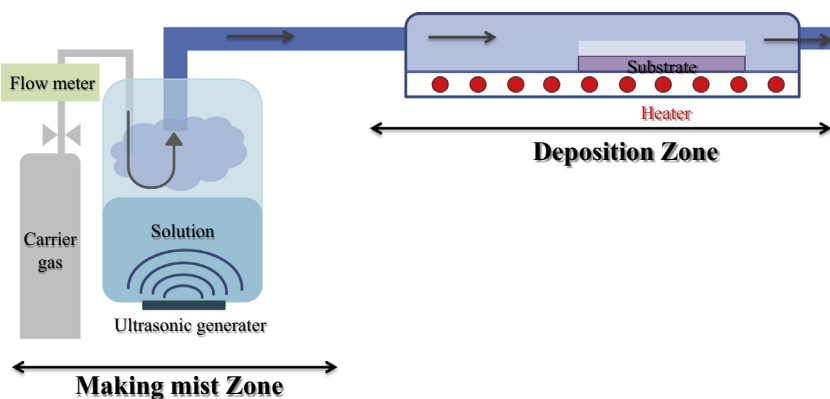 Flow meter
Substrate
Heater
Deposition Zone
Carrier
gas
Solution
Ultrasonic generater
Making mist Zone